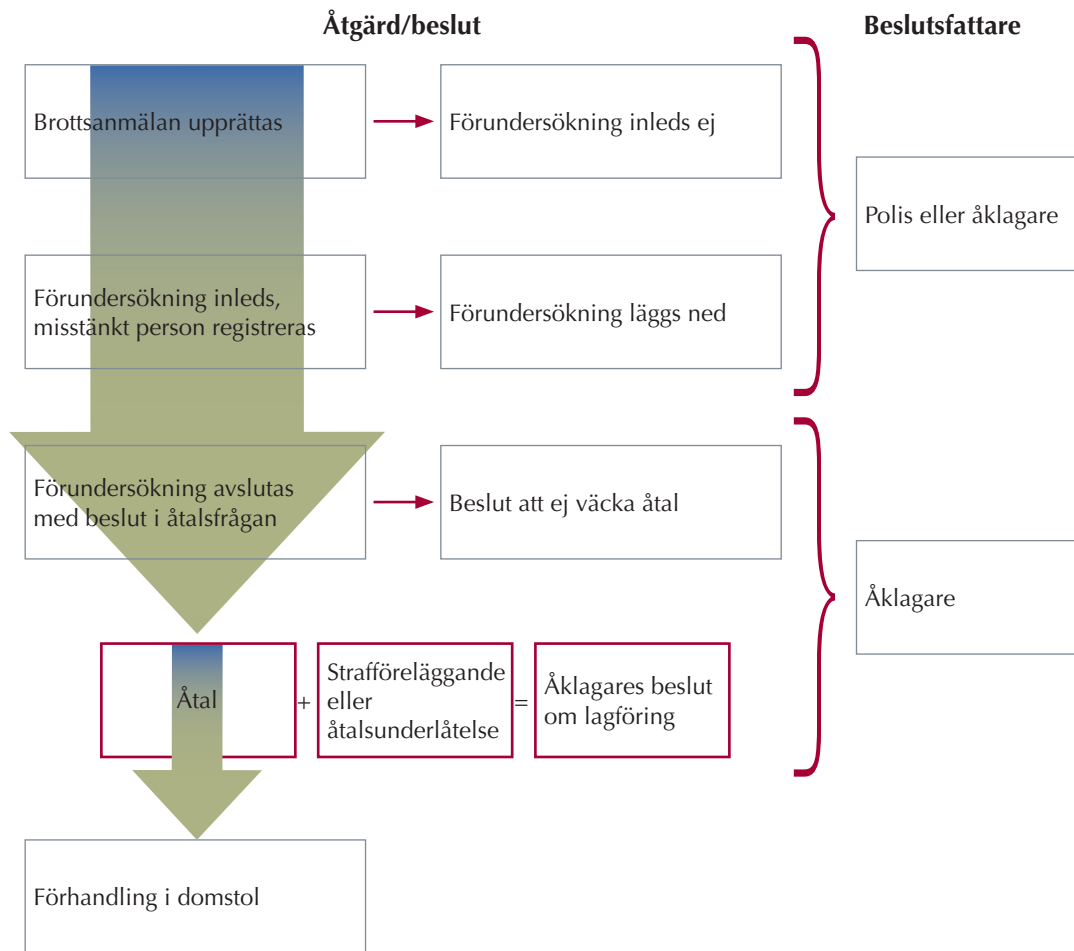 Åtgärd/beslut
Beslutsfattare
Brottsanmälan upprättas
Förundersökning inleds ej
Polis eller åklagare
Förundersökning inleds,
misstänkt person registreras
Förundersökning läggs ned
Förundersökning avslutas
med beslut i åtalsfrågan
Beslut att ej väcka åtal
Åklagare
Åtal
+
Strafföreläggande
eller
åtalsunderlåtelse
=
Åklagares beslut
om lagföring
Förhandling i domstol